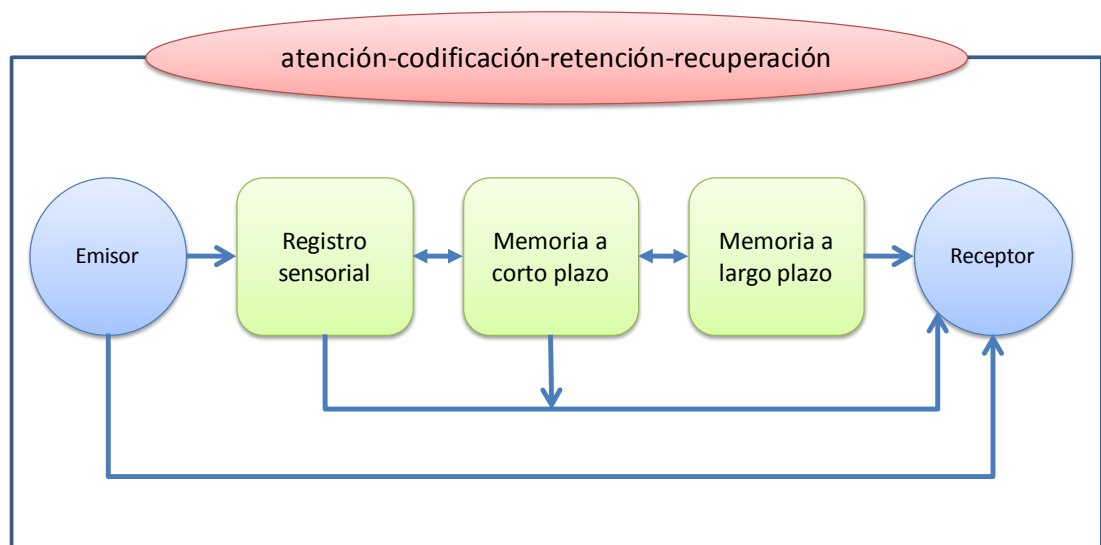 atención-codificación-retención-recuperación
Emisor
Registro
sensorial
Memoria a
corto plazo
Memoria a
largo plazo
Receptor